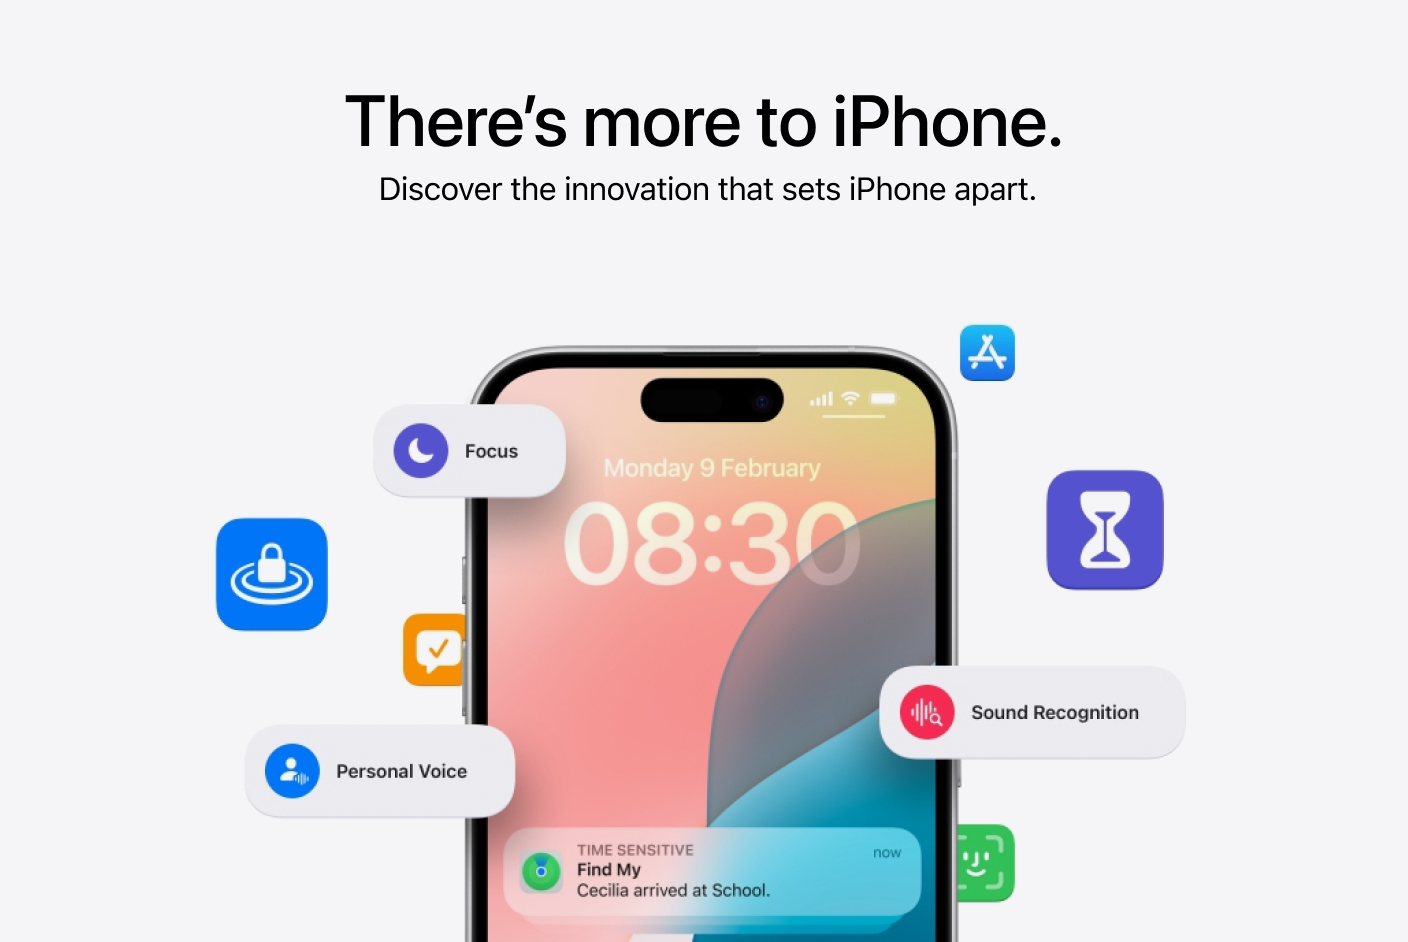 There’s more to iPhone.
Discover the innovation that sets iPhone apart.
Focus
Monday 9 February
08:30
Sound Recognition
Personal Voice
TIME SENSITIVE
now
Find My
Cecilia arrived at School.